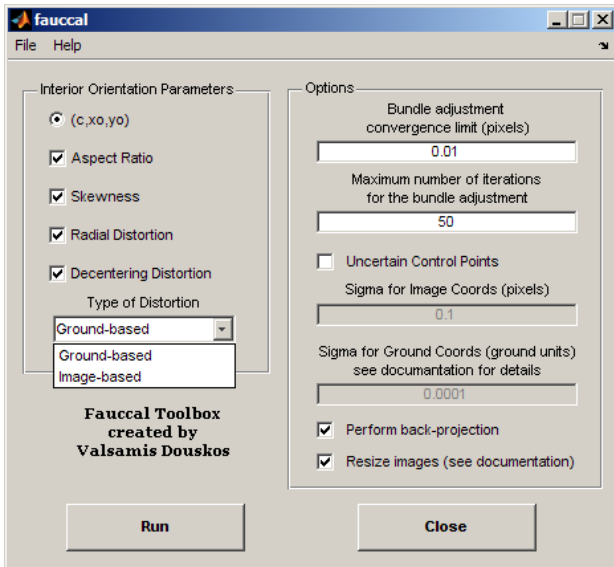 fauccal
File Help
Interior Orientation Parameters
(c,xo,yo)
Aspect Ratio
Skewness
Radial Distortion
Decentering Distortion
Type of Distortion
Ground-based
Ground-based
Image-based
Fauccal Toolbox
created by
Valsamis Douskos
Options
Bundle adjustment
convergence limit (pixels)
0.01
Maximum number of iterations
for the bundle adjustment
50
Uncertain Control Points
Sigma for Image Coords (pixels)
0.1
Sigma for Ground Coords (ground units)
see documantation for details
0.0001
Perform back-projection
Resize images (see documentation)
Run
Close